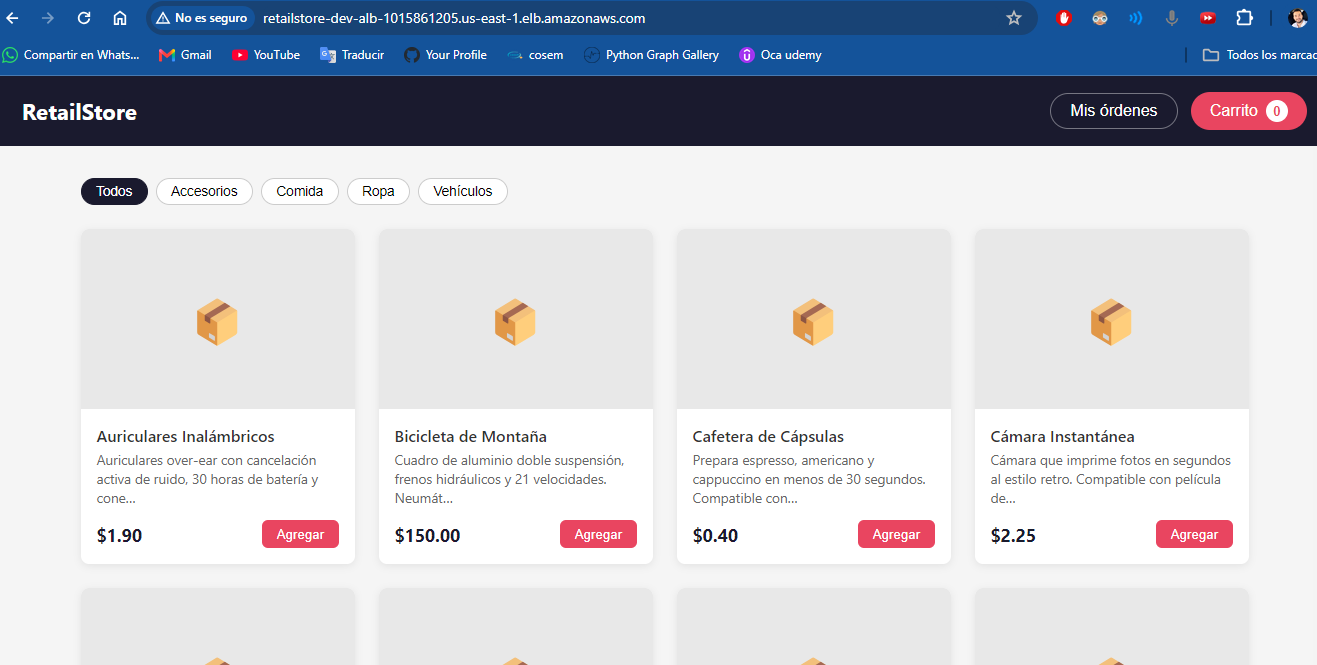 No es seguro
retailstore-dev-alb-1015861205.us-east-1.elb.amazonaws.com
Compartir en Whats...
Gmail
YouTube
Traducir
Your Profile
cosem
Python Graph Gallery
Oca udemy
Todos los marcad
RetailStore
Mis órdenes
Carrito 0
Todos
Accesorios
Comida
Ropa
Vehículos
Auriculares Inalámbricos
Auriculares over-ear con cancelación
activa de ruido, 30 horas de batería y
cone...
$1.90
Agregar
Bicicleta de Montaña
Cuadro de aluminio doble suspensión,
frenos hidráulicos y 21 velocidades.
Neumát...
$150.00
Agregar
Cafetera de Cápsulas
Prepara espresso, americano y
cappuccino en menos de 30 segundos.
Compatible con...
$0.40
Agregar
Cámara Instantánea
Cámara que imprime fotos en segundos
al estilo retro. Compatible con película
de...
$2.25
Agregar